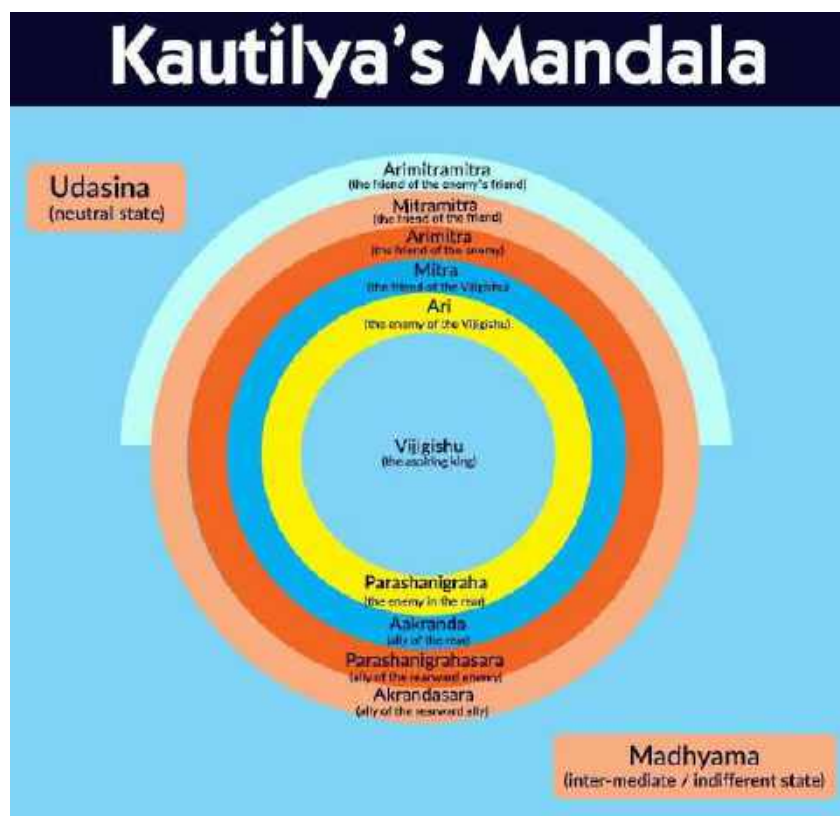 Kautilya's Mandala
Udasina
(neutral state)
Arimitramitra
(the friend of the enemy's friend)
Mitramitra
(the friend of the friend)
Arimitra
(the friend of the enemy)
Mitra
(the friend of the Vijigishu)
Ari
(the enemy of the Vijigishu)
Vijigishu
(the aspiring king)
Parashanigraha
(the enemy in the rear)
Aakranda
(ally of the rear)
Parashanigrahasara
(ally of the rearward enemy)
Akrandasara
(ally of the rearward ally)
Madhyama
(inter-mediate / indifferent state)